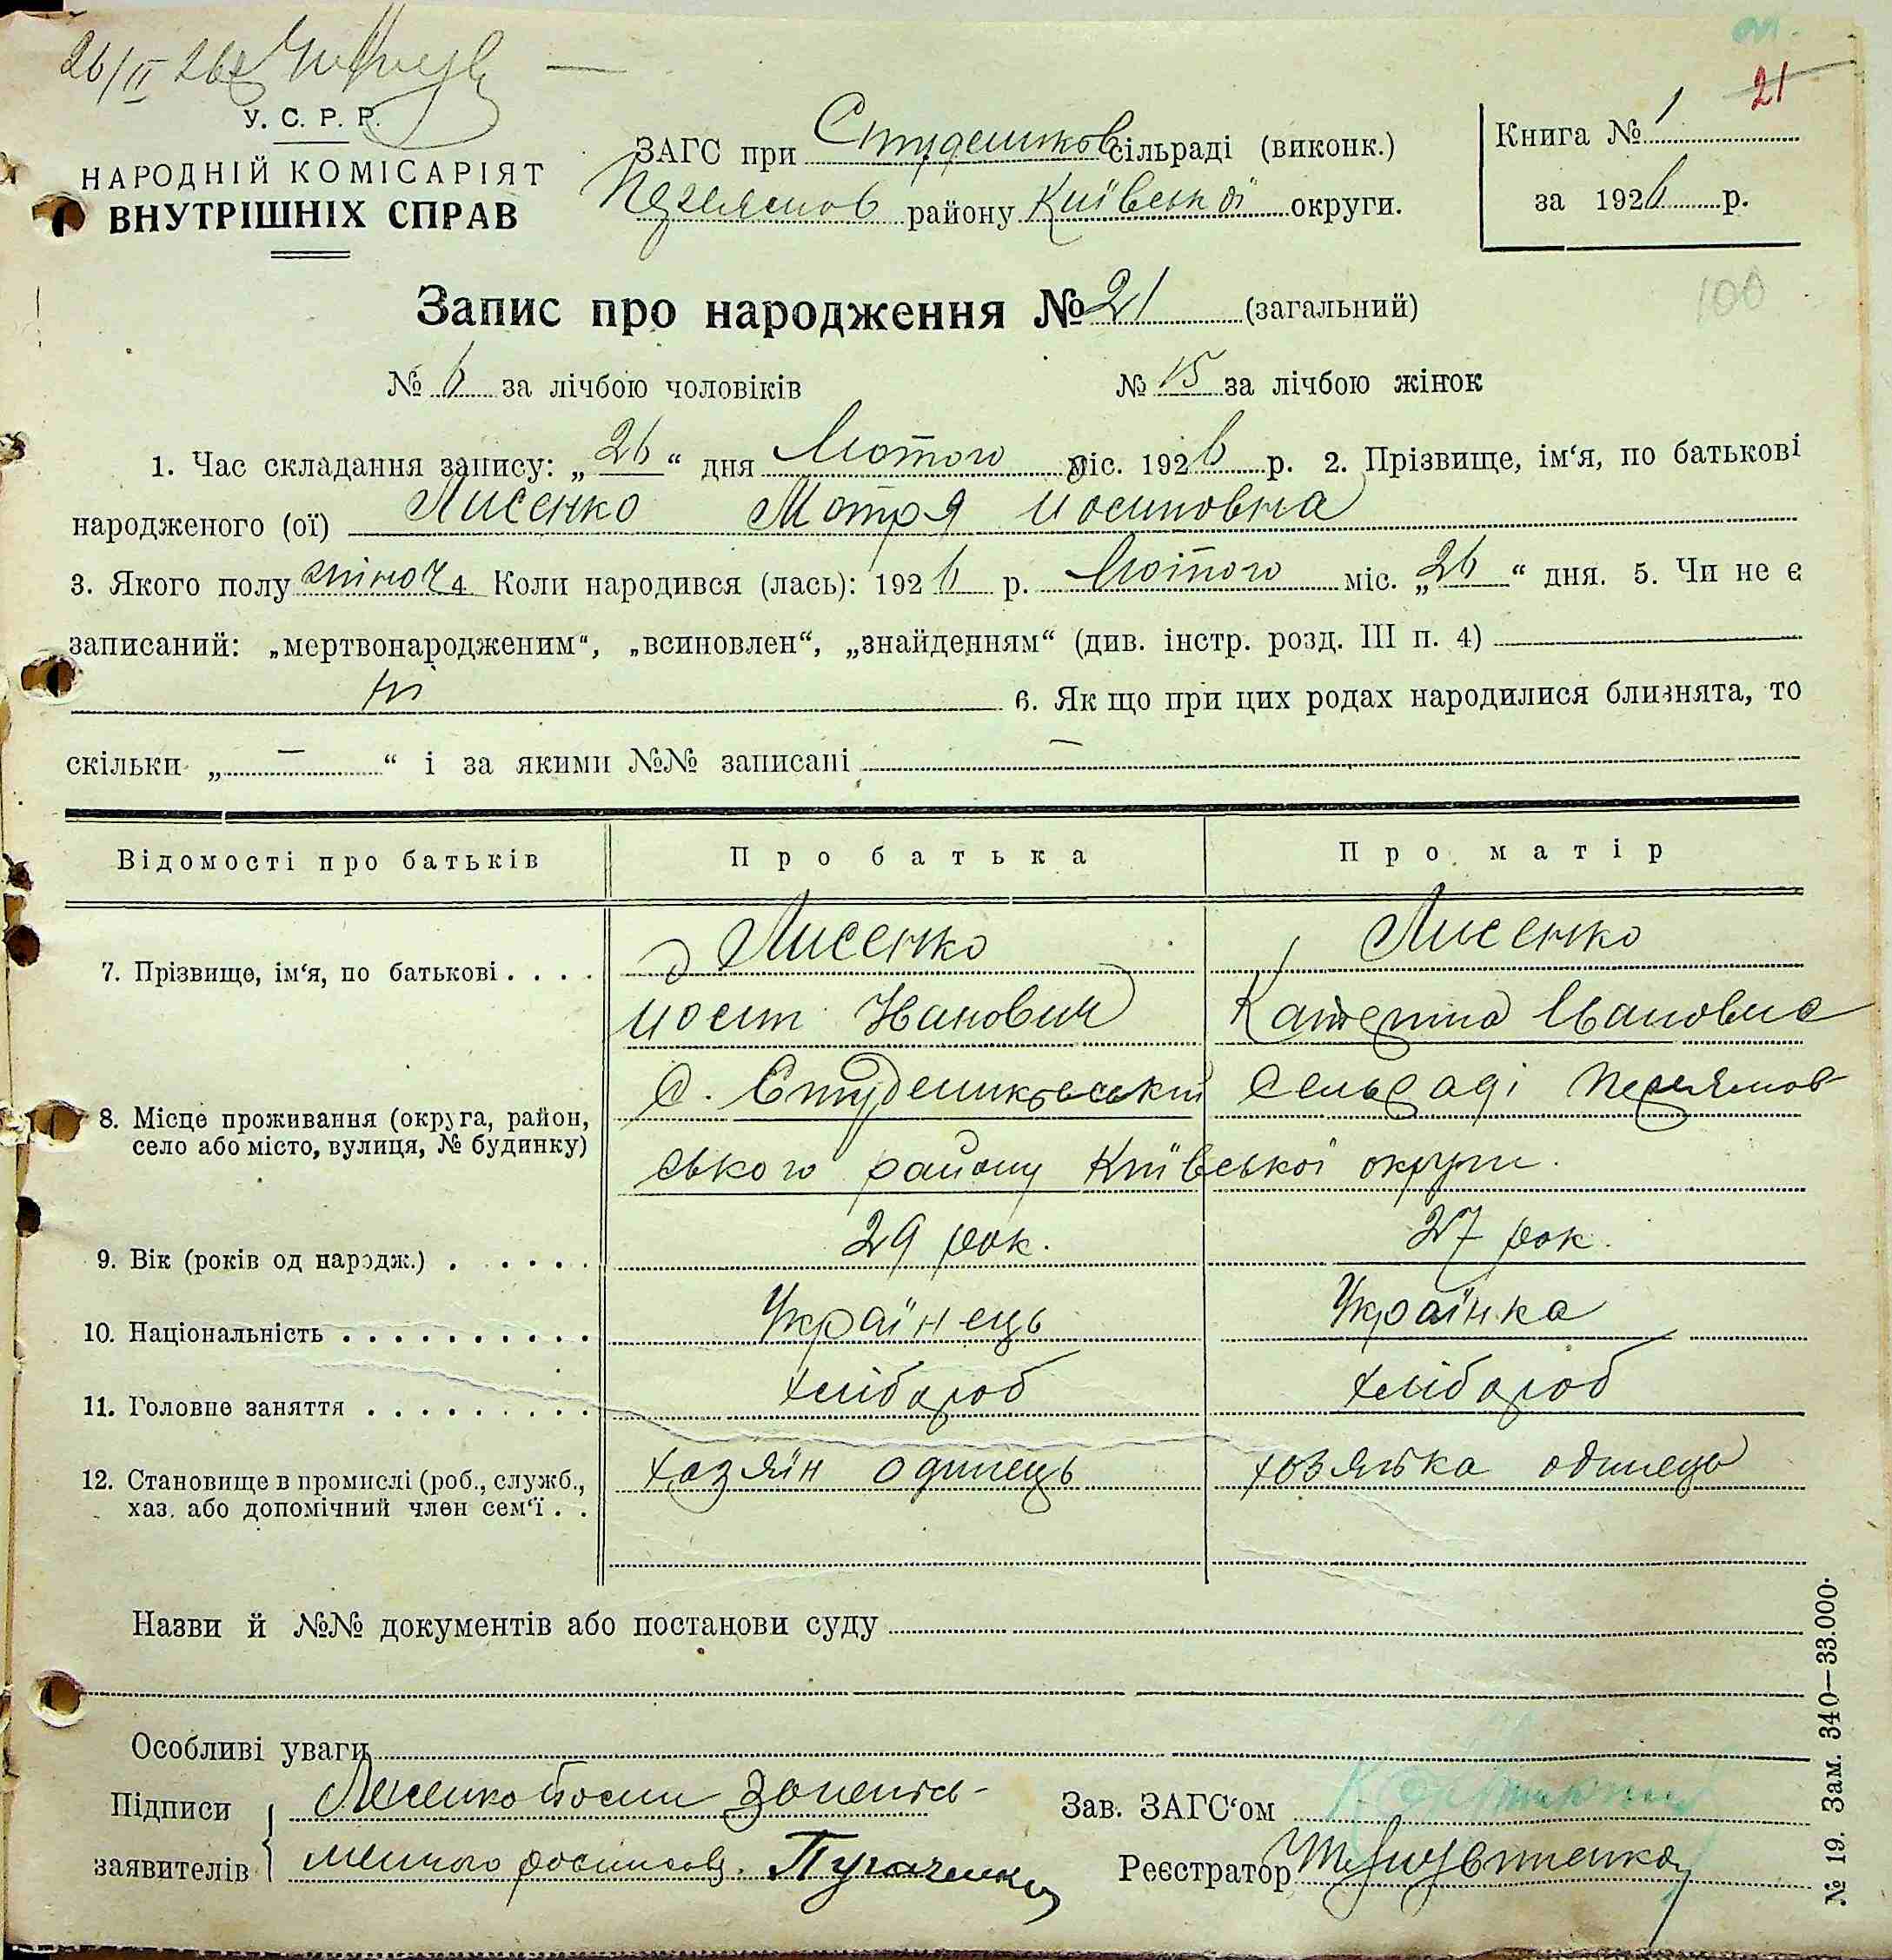 26/II 26
21
У. С. Р. Р.
НАРОДНІЙ КОМІСАРІЯТ
ВНУТРІШНІХ СПРАВ
ЗАГС при Студеників сільраді (виконк.)
району Київської округи.
Книга № 1
за 1926 р.
100
Запис про народження № 21 (загальний)
№ 6 за лічбою чоловіків № 15 за лічбою жінок
1. Час складання запису: „26“ дня Лютого міс. 1926 р. 2. Прізвище, ім‘я, по батькові
народженого (ої) Лисенко Мотря Иосиповна
3. Якого полу жіноч 4. Коли народився (лась): 1926 р. Лютого міс. „26“ дня. 5. Чи не є
записаний: „мертвонародженим“, „всиновлен“, „знайденням“ (див. інстр. розд. III п. 4)
ні 6. Як що при цих родах народилися близнята, то
скільки „—“ і за якими №№ записані —
Відомості про батьків Про батька Про матір
7. Прізвище, ім‘я, по батькові . . . . Лисенко Лисенко
Иосип Иванович Катерина Ивановна
8. Місце проживання (округа, район,
село або місто, вулиця, № будинку)
с. Студениковський сельраді Переяслов
ського району Київської округи.
9. Вік (років од народж.) . . . . . . 29 рок. 27 рок.
10. Національність . . . . . . . . . . Українець Українка
11. Головне заняття . . . . . . . . . хлібороб хлібороб
12. Становище в промислі (роб., служб.,
хаз. або допомічний член сем‘ї . .
хазяїн одинець хозяйка одинець
Назви й №№ документів або постанови суду
Особливі уваги
Підписи Лисенко Йосип
заявителів
Зав. ЗАГС‘ом
Реєстратор
№ 19. Зам. 340—33.000.